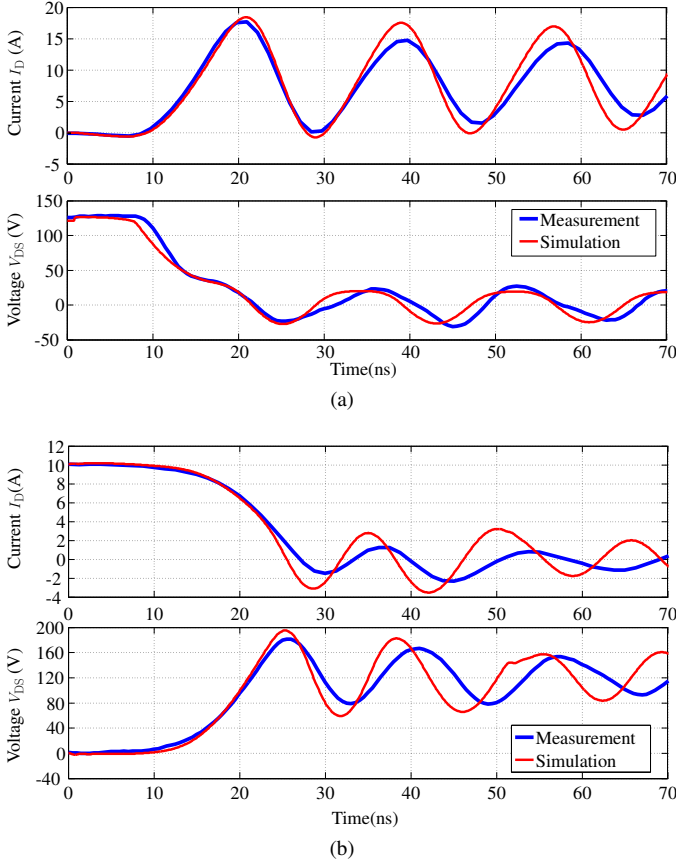 20
15
10
5
0
-5
Current I_D (A)
0 10 20 30 40 50 60 70
150
100
50
0
-50
Voltage V_DS (V)
Measurement
Simulation
0 10 20 30 40 50 60 70
Time(ns)
(a)
12
10
8
6
4
2
0
-2
-4
Current I_D(A)
0 10 20 30 40 50 60 70
200
160
120
80
40
0
-40
Voltage V_DS (V)
Measurement
Simulation
0 10 20 30 40 50 60 70
Time(ns)
(b)